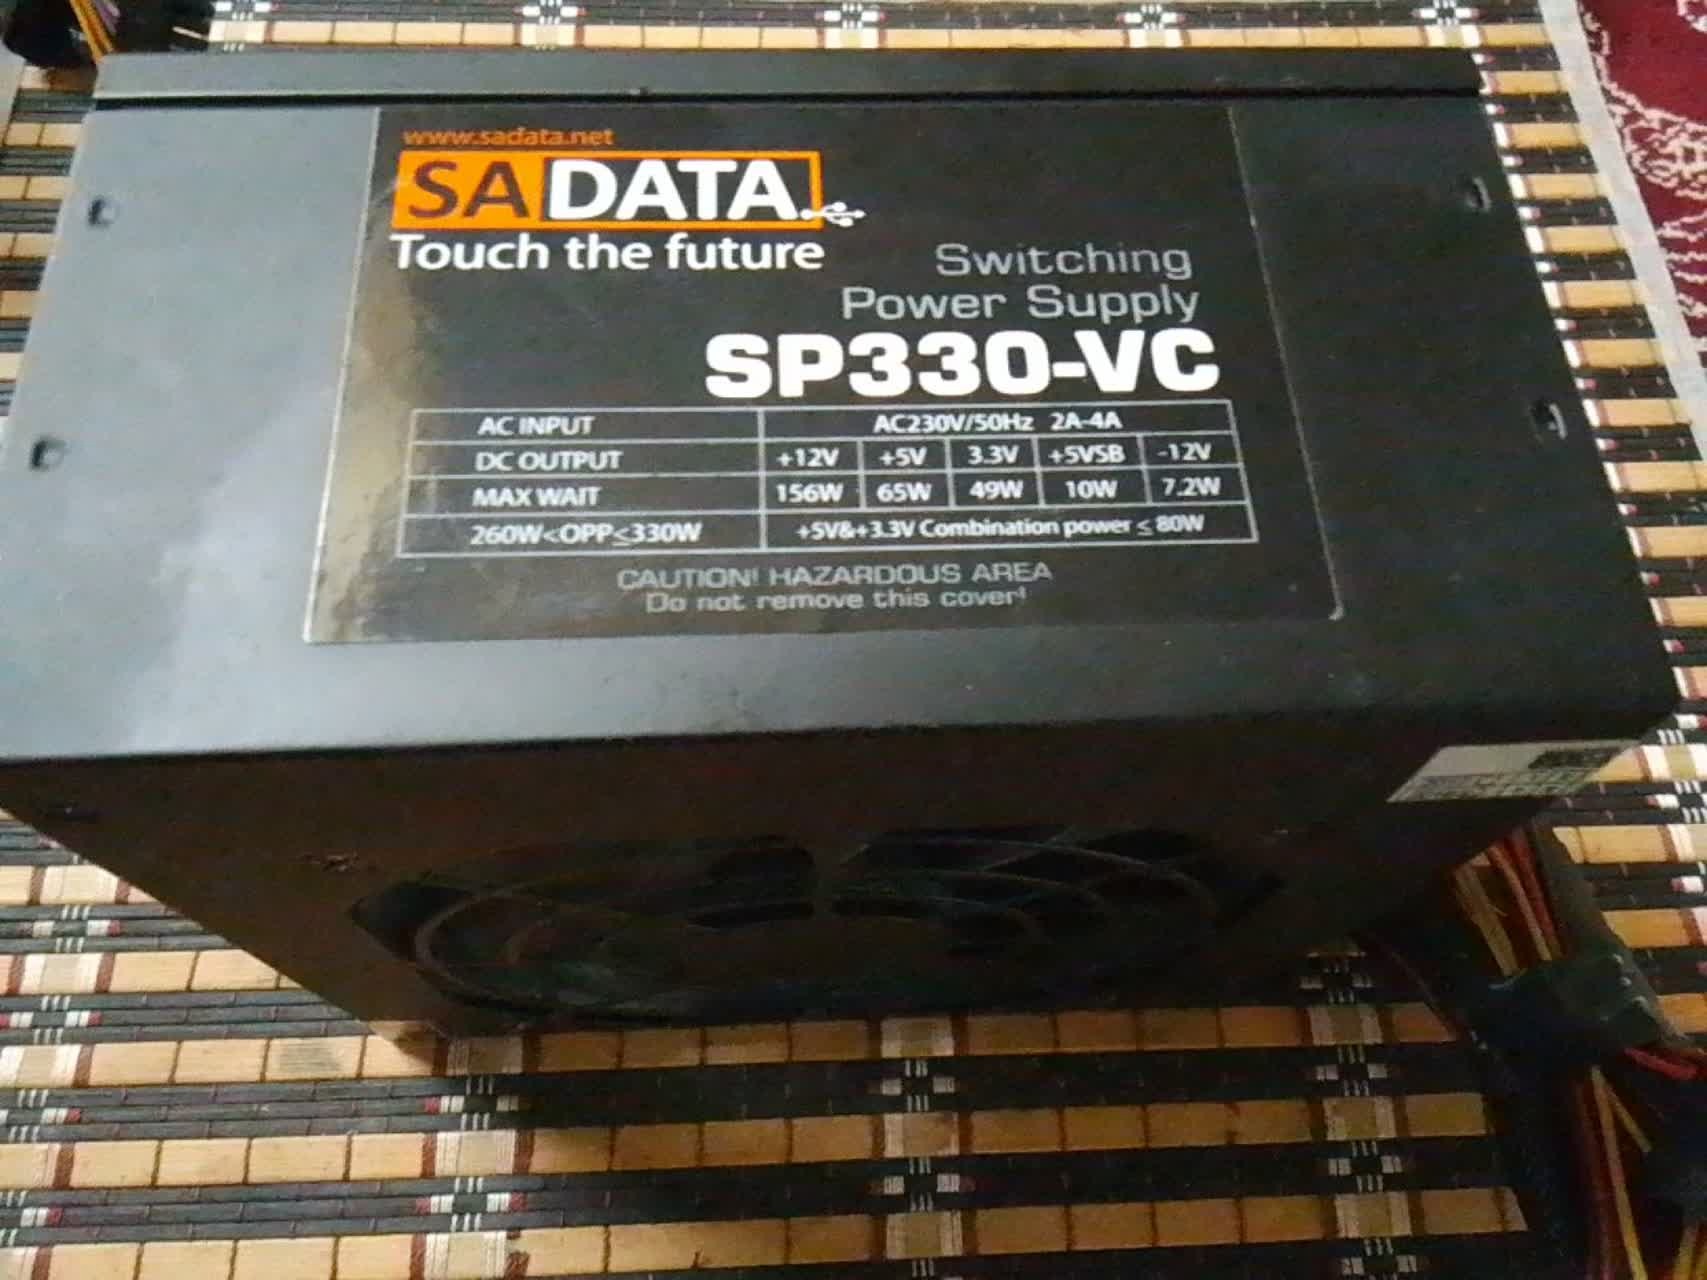 www.sadata.net
SADATA
Touch the future
Switching
Power Supply
SP330-VC
AC INPUT AC230V/50Hz 2A-4A
DC OUTPUT +12V +5V 3.3V +5VSB -12V
MAX WAIT 156W 65W 49W 10W 7.2W
260W<OPP≤330W +5V&+3.3V Combination power ≤ 80W
CAUTION! HAZARDOUS AREA
Do not remove this cover!